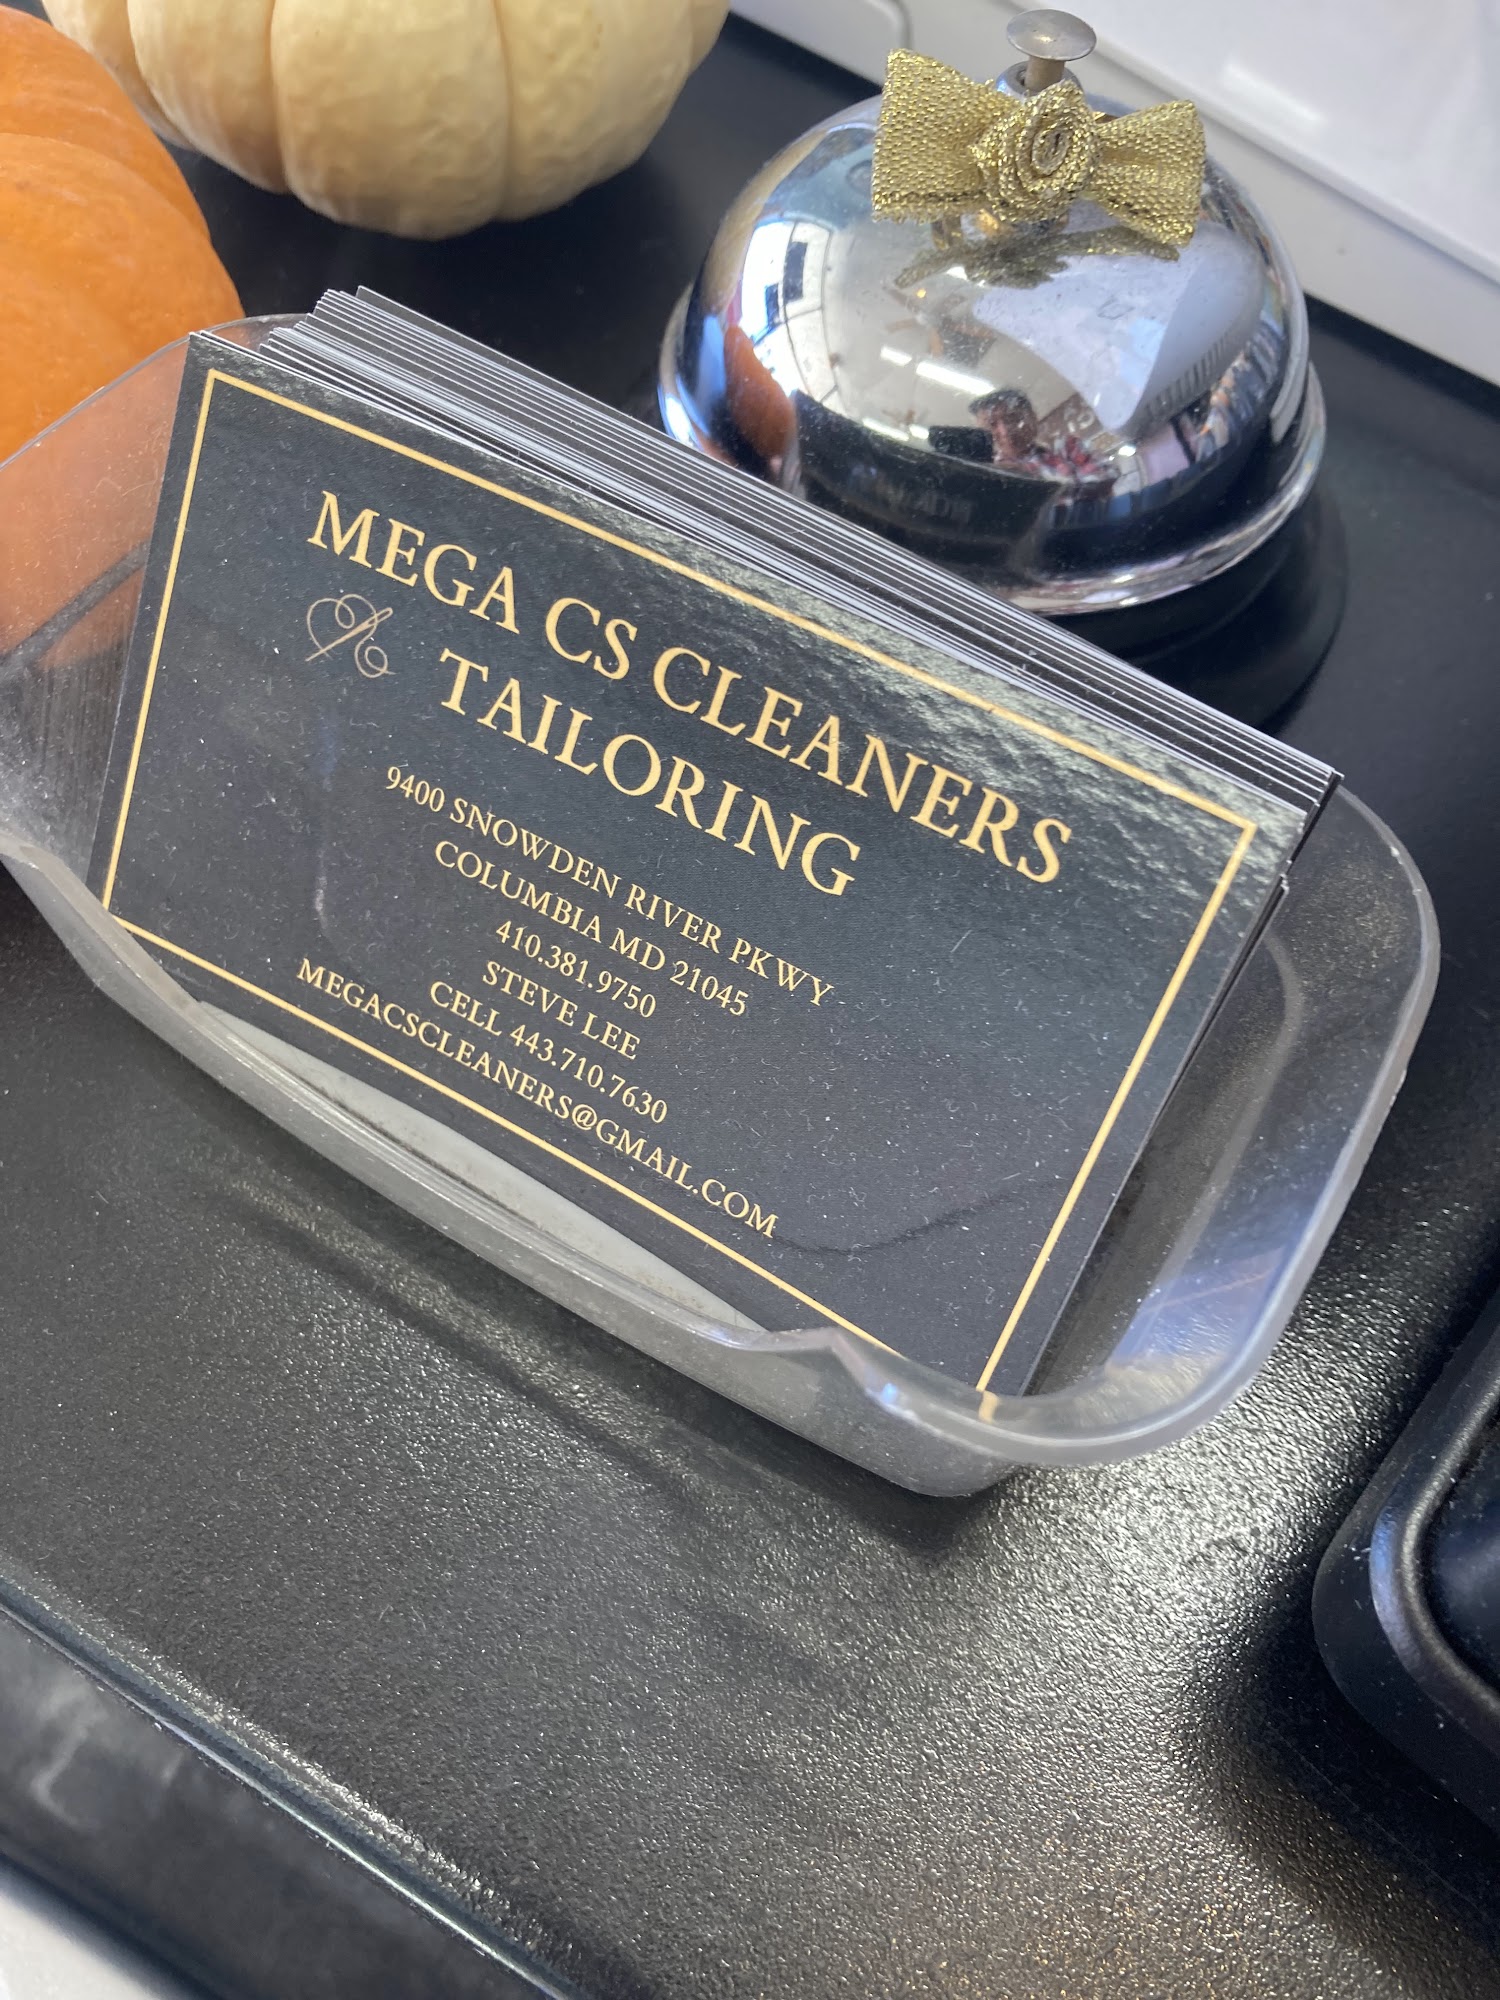 MEGA CS CLEANERS
TAILORING
9400 SNOWDEN RIVER PKWY
COLUMBIA MD 21045
410.381.9750
STEVE LEE
CELL 443.710.7630
MEGACSCLEANERS@GMAIL.COM